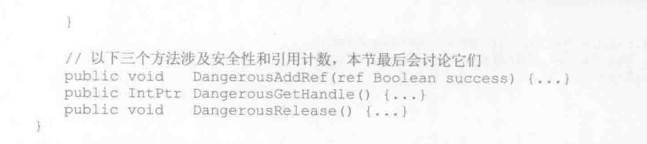 }
// 以下三个方法涉及安全性和引用计数，本节最后会讨论它们
public void   DangerousAddRef(ref Boolean success) {...}
public IntPtr DangerousGetHandle() {...}
public void   DangerousRelease() {...}
}